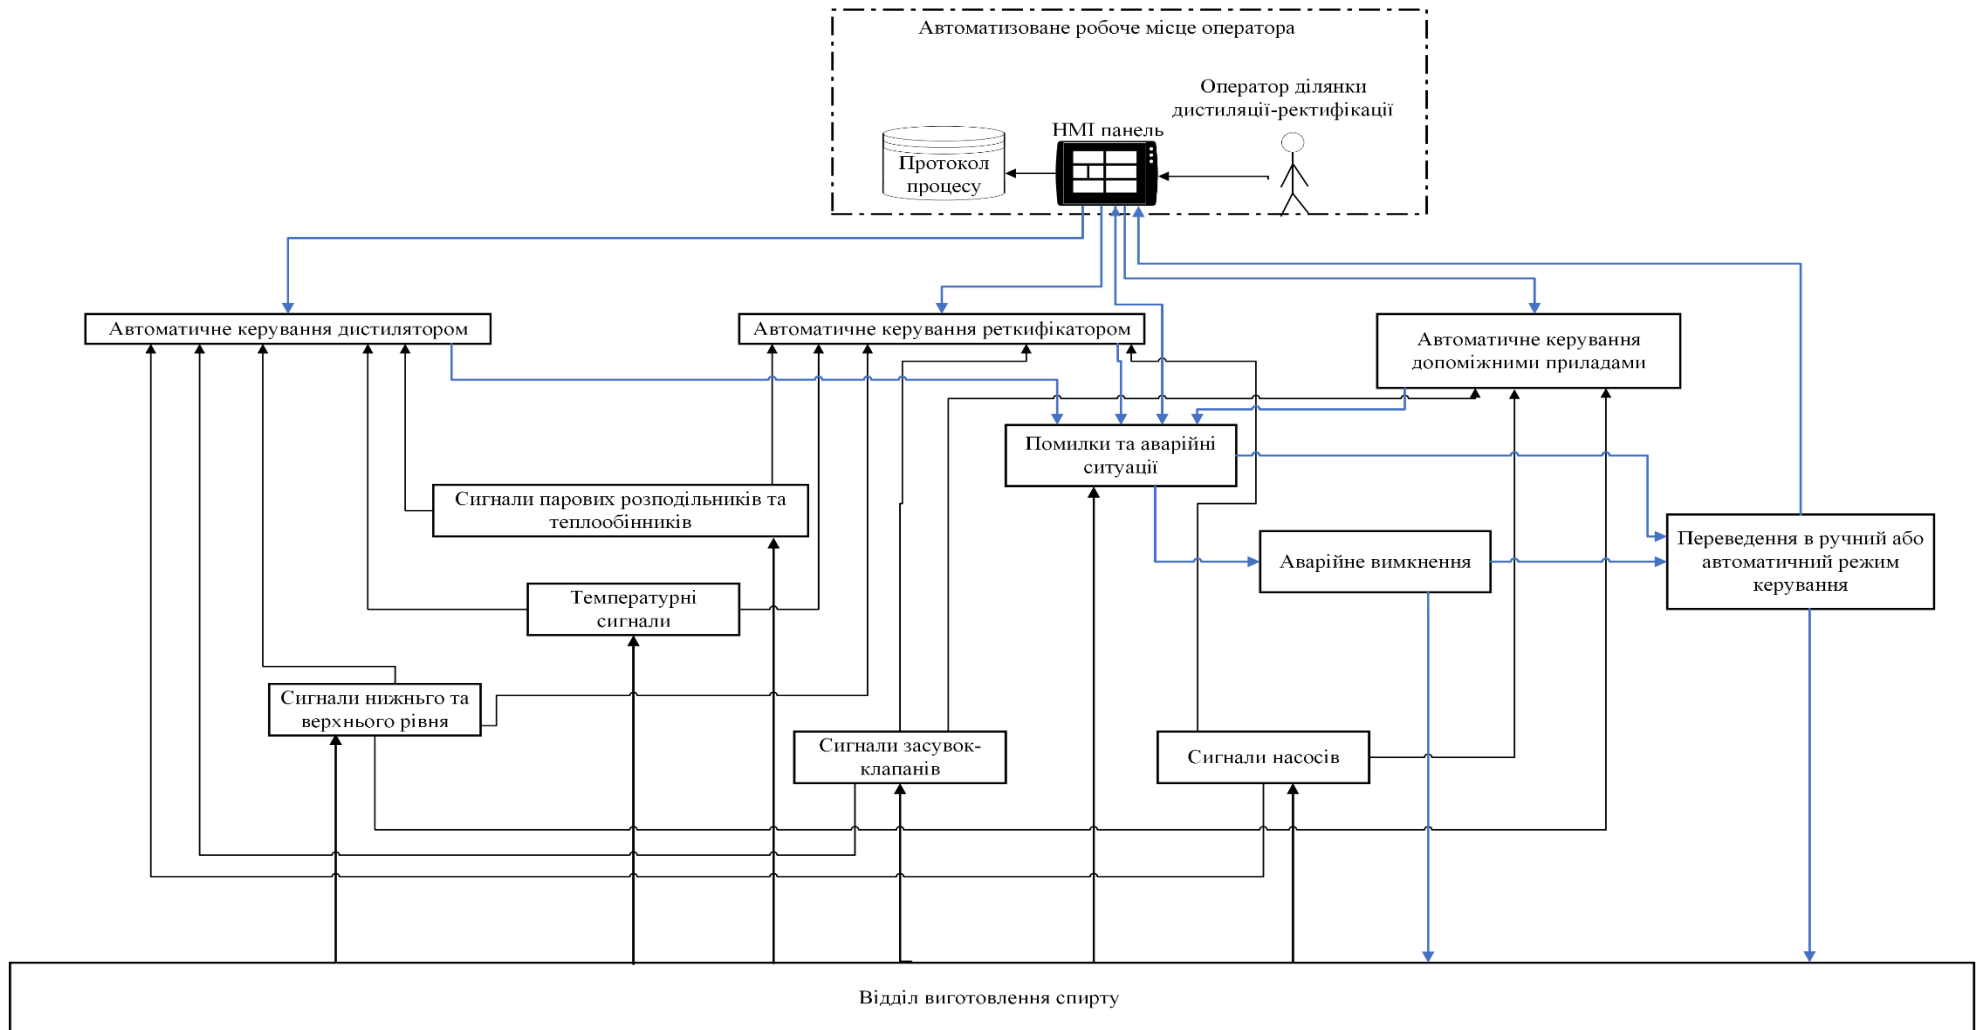 Автоматизоване робоче місце оператора
Оператор ділянки
дистиляції-ректифікації
HMI панель
Протокол
процесу
Автоматичне керування дистилятором
Автоматичне керування реткифікатором
Автоматичне керування
допоміжними приладами
Помилки та аварійні
ситуації
Сигнали парових розподільників та
теплообінників
Аварійне вимкнення
Переведення в ручний або
автоматичний режим
керування
Температурні
сигнали
Сигнали нижнього та
верхнього рівня
Сигнали засувок-
клапанів
Сигнали насосів
Відділ виготовлення спирту